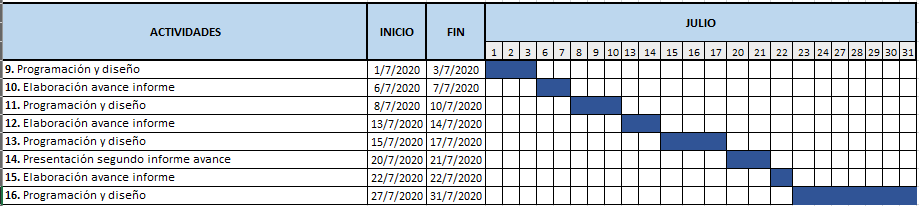 ACTIVIDADES INICIO FIN JULIO
1 2 3 6 7 8 9 10 13 14 15 16 17 20 21 22 23 24 27 28 29 30 31
9. Programación y diseño 1/7/2020 3/7/2020
10. Elaboración avance informe 6/7/2020 7/7/2020
11. Programación y diseño 8/7/2020 10/7/2020
12. Elaboración avance informe 13/7/2020 14/7/2020
13. Programación y diseño 15/7/2020 17/7/2020
14. Presentación segundo informe avance 20/7/2020 21/7/2020
15. Elaboración avance informe 22/7/2020 22/7/2020
16. Programación y diseño 27/7/2020 31/7/2020